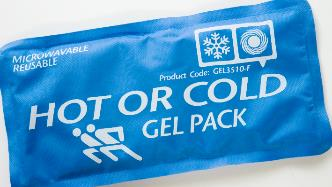 MICROWAVABLE
REUSABLE
Product Code: GEL3510-F
HOT OR COLD
GEL PACK